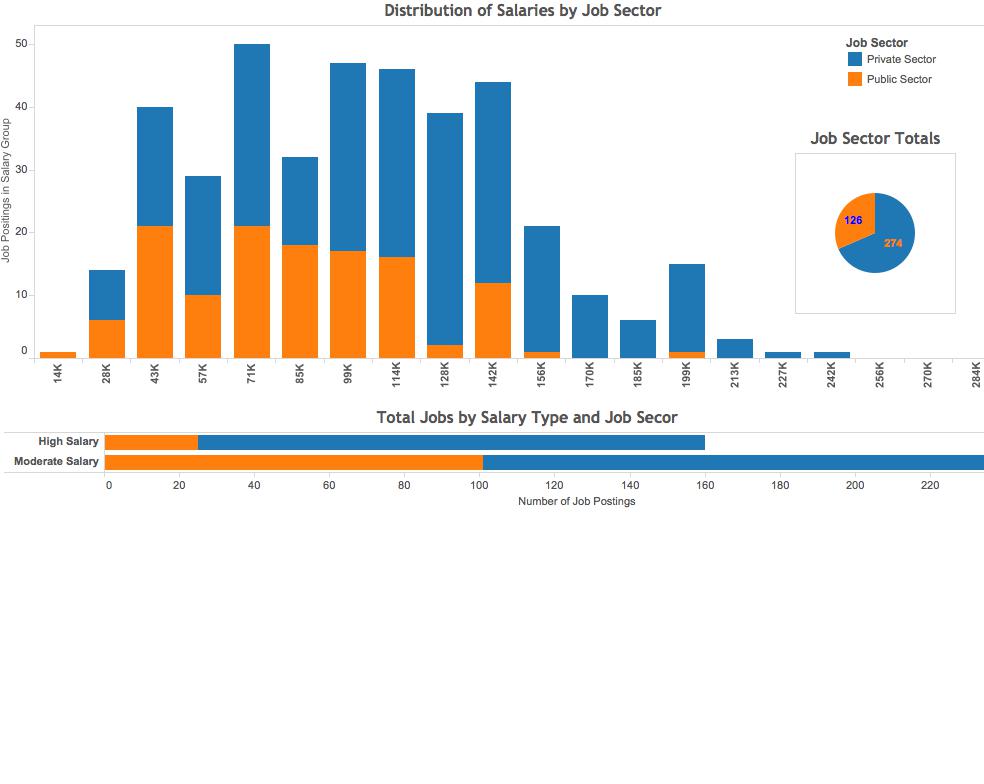 Distribution of Salaries by Job Sector
Job Positings in Salary Group
50
40
30
20
10
0
14K 28K 43K 57K 71K 85K 99K 114K 128K 142K 156K 170K 185K 199K 213K 227K 242K 256K 270K 284K
Job Sector
Private Sector
Public Sector
Job Sector Totals
126
274
Total Jobs by Salary Type and Job Secor
High Salary
Moderate Salary
0 20 40 60 80 100 120 140 160 180 200 220
Number of Job Postings